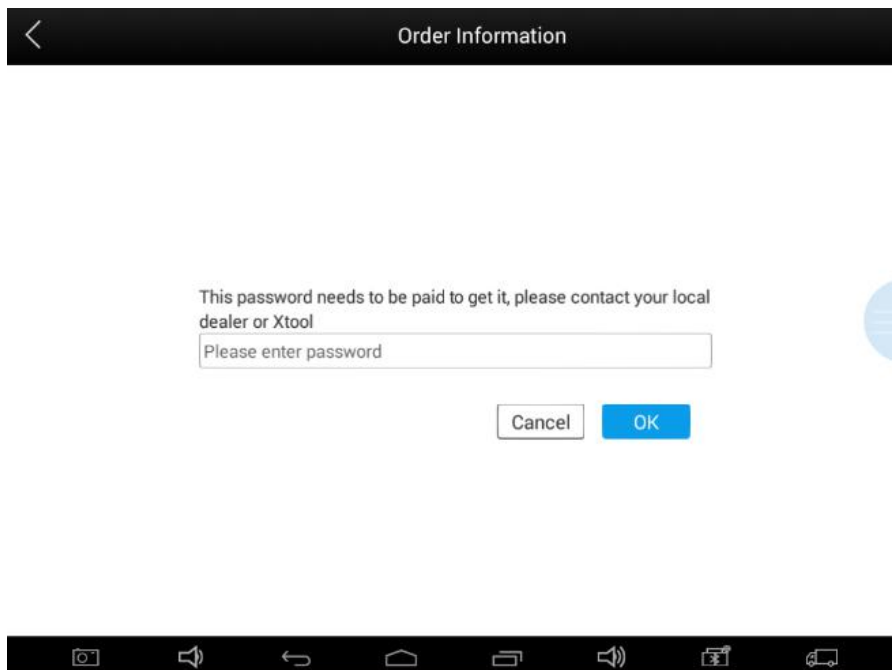 Order Information
This password needs to be paid to get it, please contact your local
dealer or Xtool
Please enter password
Cancel
OK